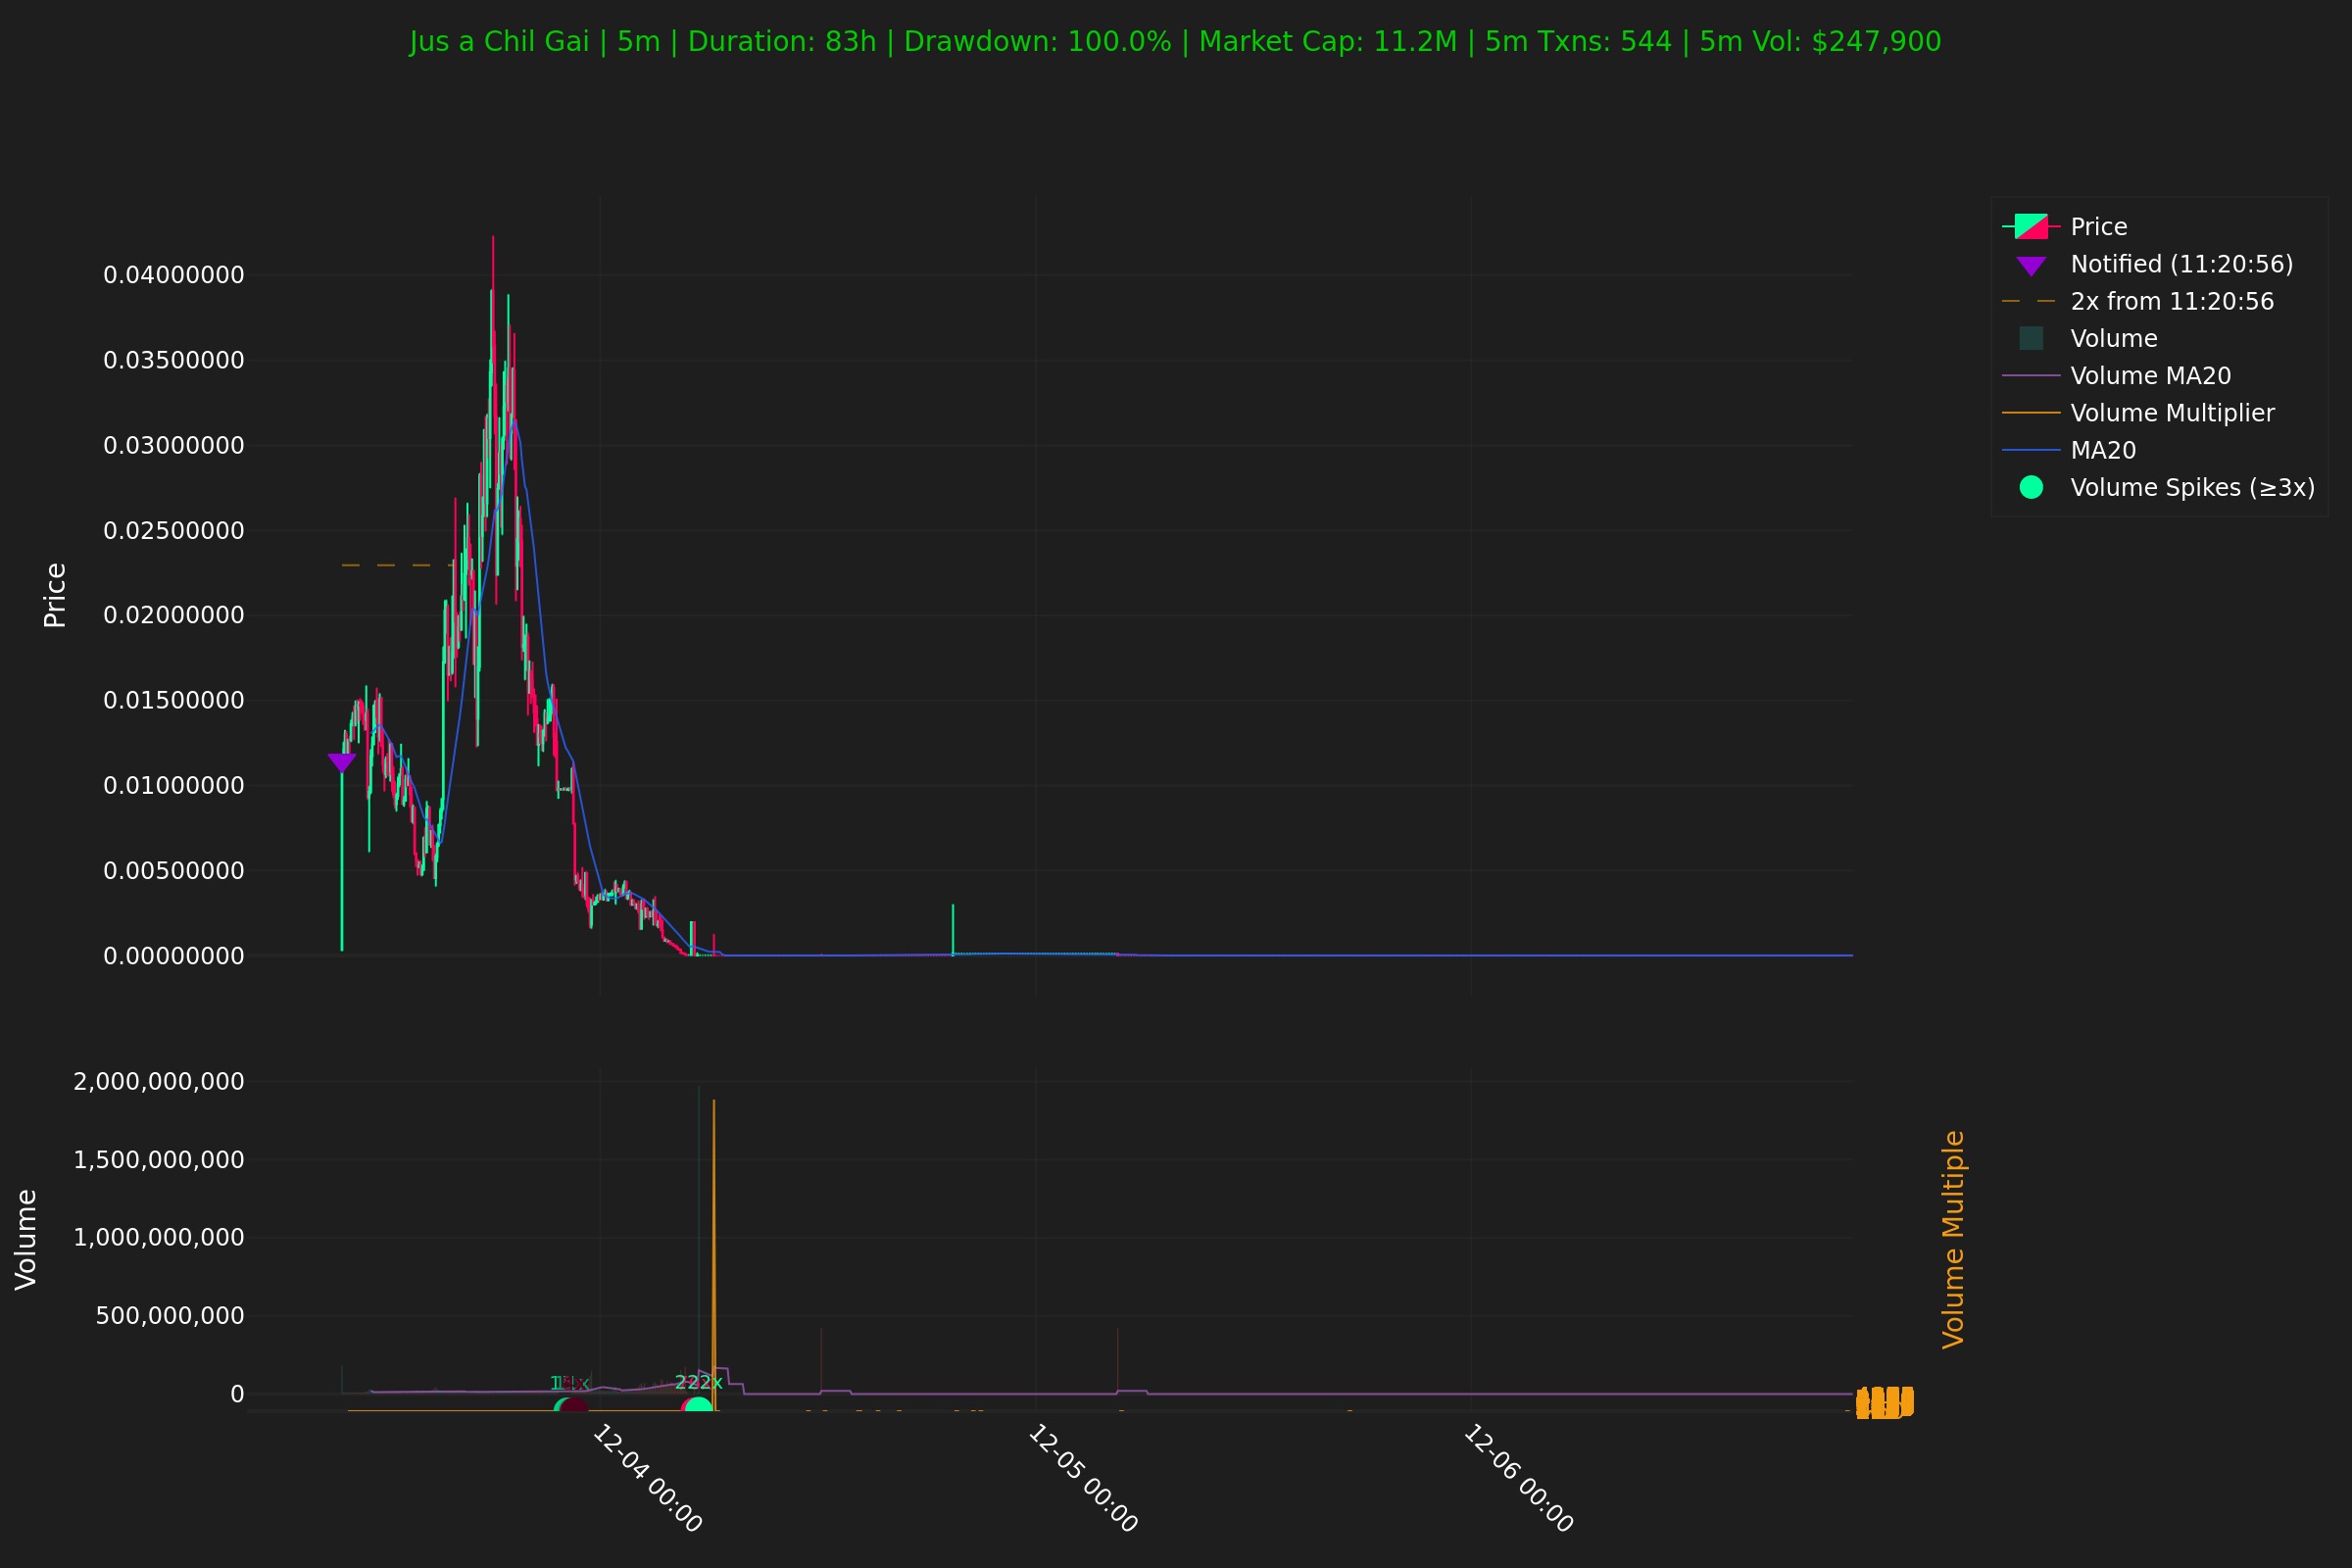 Jus a Chil Gai | 5m | Duration: 83h | Drawdown: 100.0% | Market Cap: 11.2M | 5m Txns: 544 | 5m Vol: $247,900
Price
0.04000000
0.03500000
0.03000000
0.02500000
0.02000000
0.01500000
0.01000000
0.00500000
0.00000000
Price
Notified (11:20:56)
2x from 11:20:56
Volume
Volume MA20
Volume Multiplier
MA20
Volume Spikes (≥3x)
Volume
2,000,000,000
1,500,000,000
1,000,000,000
500,000,000
0
222x
Volume Multiple
12-04 00:00
12-05 00:00
12-06 00:00